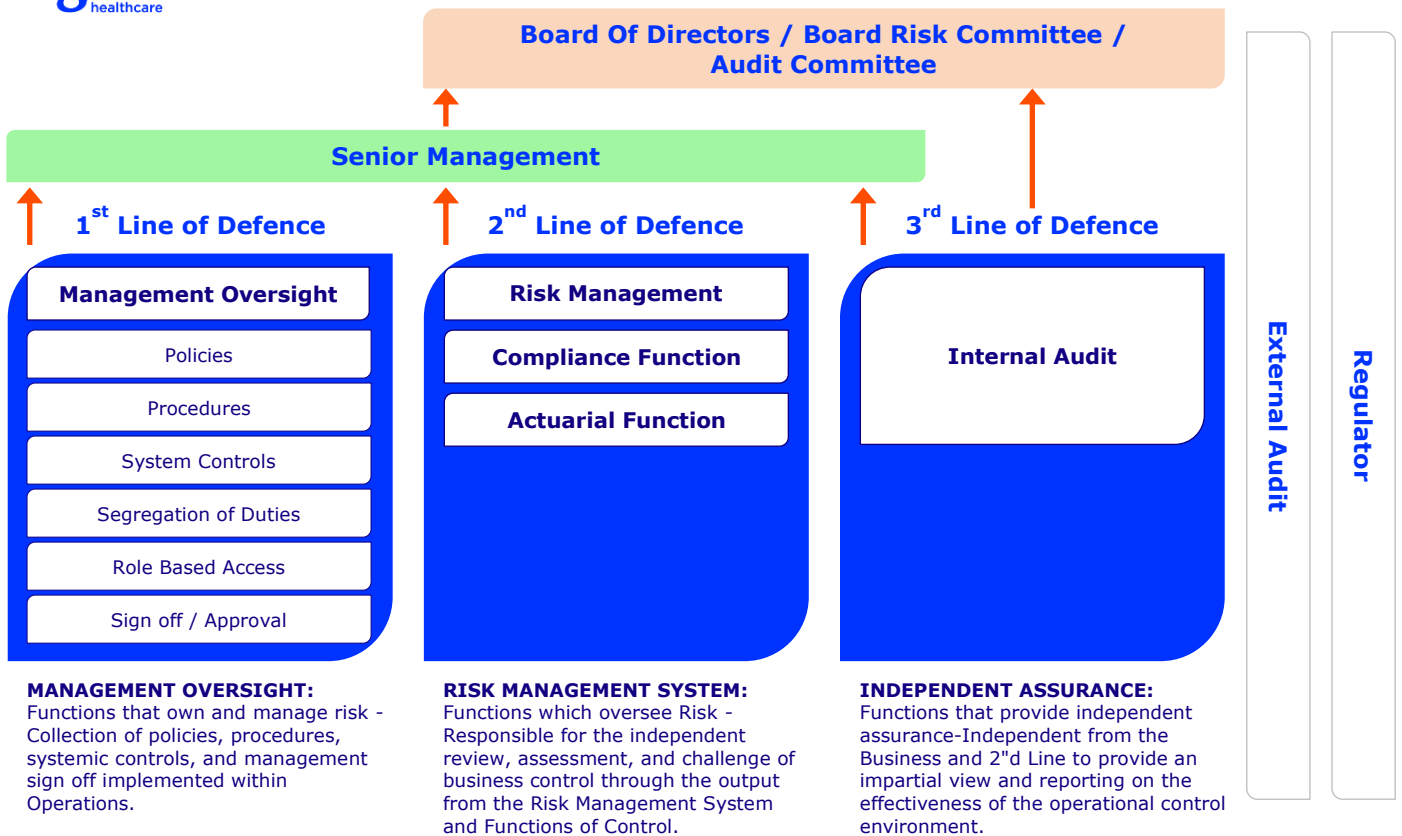 healthcare
Board Of Directors / Board Risk Committee /
Audit Committee
Senior Management
1st Line of Defence
2nd Line of Defence
3rd Line of Defence
Management Oversight
Policies
Procedures
System Controls
Segregation of Duties
Role Based Access
Sign off / Approval
Risk Management
Compliance Function
Actuarial Function
Internal Audit
External Audit
Regulator
MANAGEMENT OVERSIGHT:
Functions that own and manage risk -
Collection of policies, procedures,
systemic controls, and management
sign off implemented within
Operations.
RISK MANAGEMENT SYSTEM:
Functions which oversee Risk -
Responsible for the independent
review, assessment, and challenge of
business control through the output
from the Risk Management System
and Functions of Control.
INDEPENDENT ASSURANCE:
Functions that provide independent
assurance-Independent from the
Business and 2"d Line to provide an
impartial view and reporting on the
effectiveness of the operational control
environment.